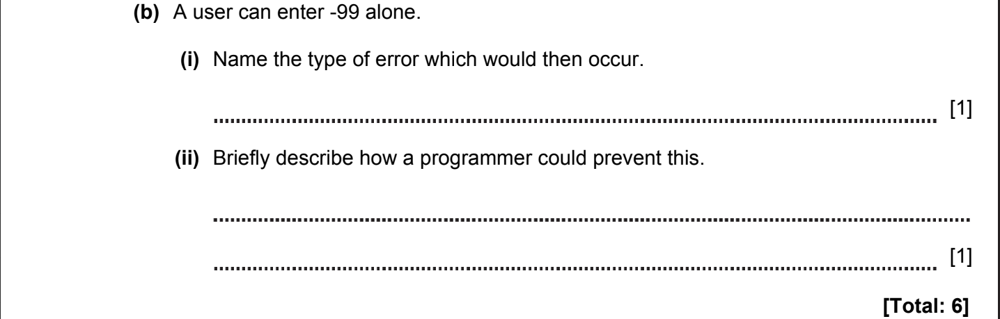 (b) A user can enter -99 alone.
(i) Name the type of error which would then occur.
[1]
(ii) Briefly describe how a programmer could prevent this.
[1]
[Total: 6]